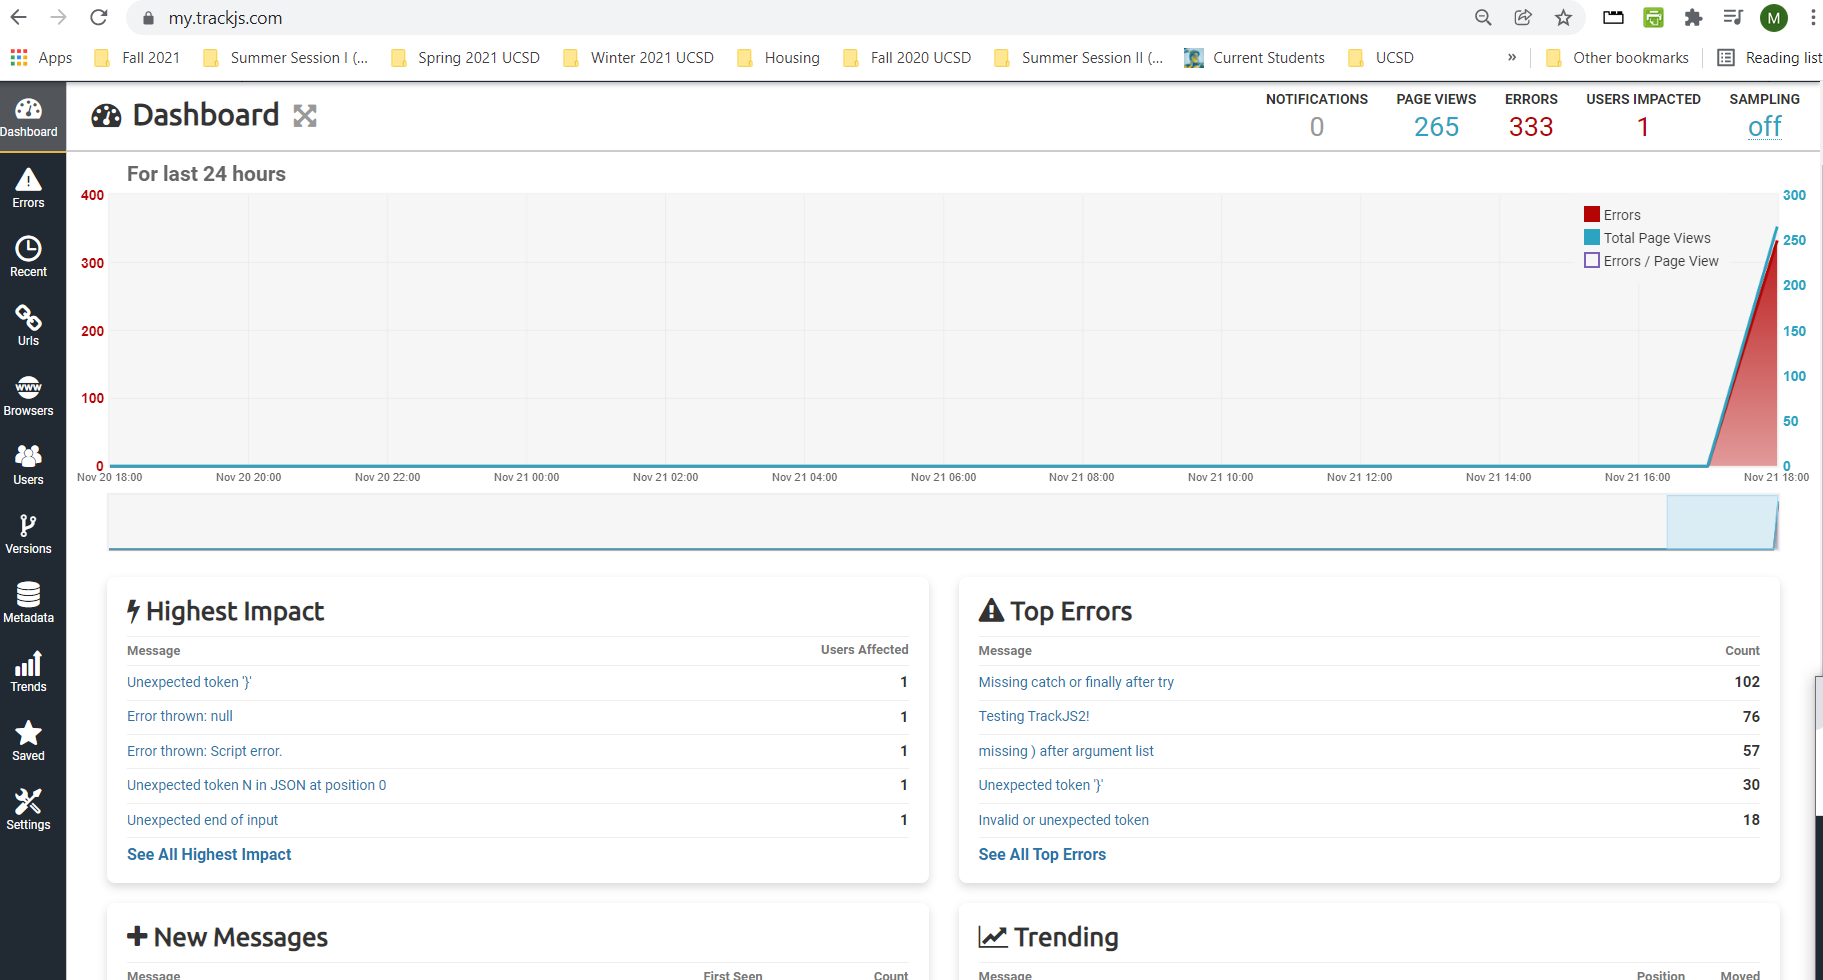 my.trackjs.com
M
Apps Fall 2021 Summer Session I (... Spring 2021 UCSD Winter 2021 UCSD Housing Fall 2020 UCSD Summer Session II (... Current Students UCSD » Other bookmarks Reading list
Dashboard
Errors
Recent
Urls
WWW
Browsers
Users
Versions
Metadata
Trends
Saved
Settings
Dashboard
NOTIFICATIONS PAGE VIEWS ERRORS USERS IMPACTED SAMPLING
0 265 333 1 off
For last 24 hours
400
300
200
100
0
300
250
200
150
100
50
0
Errors
Total Page Views
Errors / Page View
Nov 20 18:00 Nov 20 20:00 Nov 20 22:00 Nov 21 00:00 Nov 21 02:00 Nov 21 04:00 Nov 21 06:00 Nov 21 08:00 Nov 21 10:00 Nov 21 12:00 Nov 21 14:00 Nov 21 16:00 Nov 21 18:00
Highest Impact
Message Users Affected
Unexpected token '}' 1
Error thrown: null 1
Error thrown: Script error. 1
Unexpected token N in JSON at position 0 1
Unexpected end of input 1
See All Highest Impact
Top Errors
Message Count
Missing catch or finally after try 102
Testing TrackJS2! 76
missing ) after argument list 57
Unexpected token '}' 30
Invalid or unexpected token 18
See All Top Errors
New Messages
Message First Seen Count
Trending
Message Position Moved